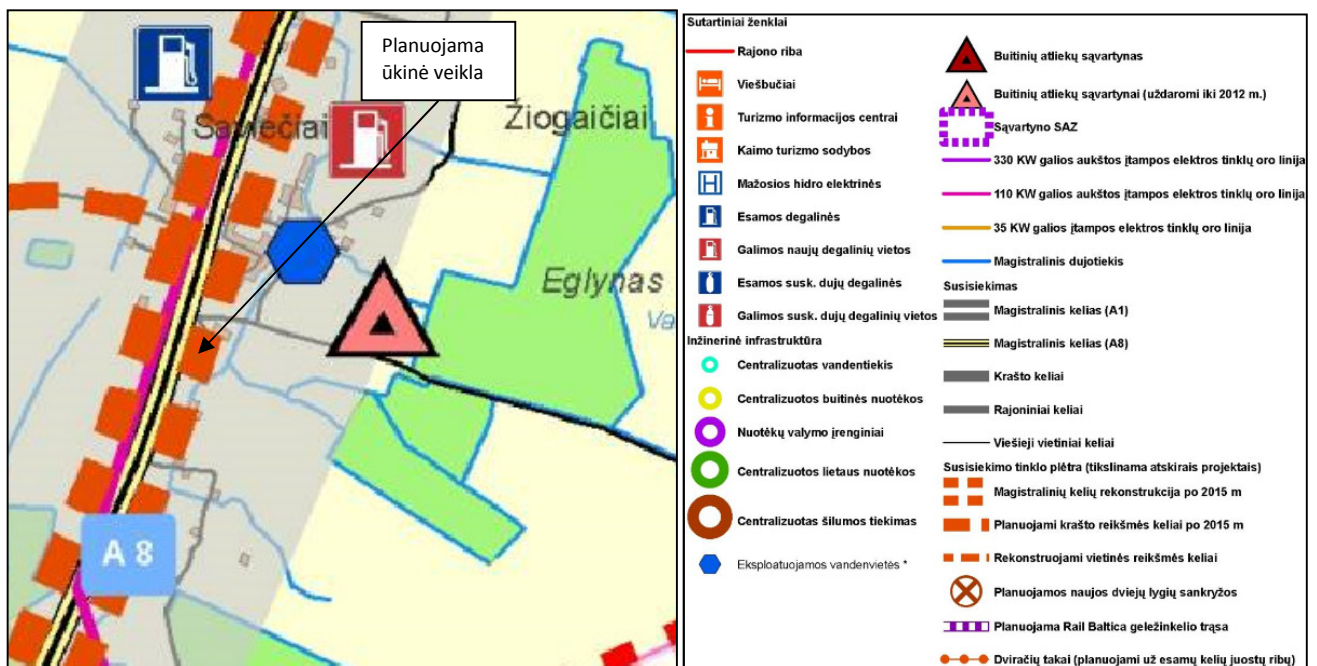 Planuojama
ūkinė veikla
Žiogaičiai
Eglynas
Va
A 8
Sutartiniai ženklai
Rajono riba
Viešbučiai
Turizmo informacijos centrai
Kaimo turizmo sodybos
Mažosios hidro elektrinės
Esamos degalinės
Galimos naujų degalinių vietos
Esamos susk. dujų degalinės
Galimos susk. dujų degalinių vietos
Inžinerinė infrastruktūra
Centralizuotas vandentiekis
Centralizuotos buitinės nuotėkos
Nuotėkų valymo įrenginiai
Centralizuotos lietaus nuotėkos
Centralizuotas šilumos tiekimas
Eksploatuojamos vandenvietės *
Buitinių atliekų sąvartynas
Buitinių atliekų sąvartynai (uždaromi iki 2012 m.)
Sąvartyno SAZ
330 KW galios aukštos įtampos elektros tinklų oro linija
110 KW galios aukštos įtampos elektros tinklų oro linija
35 KW galios įtampos elektros tinklų oro linija
Magistralinis dujotiekis
Susisiekimas
Magistralinis kelias (A1)
Magistralinis kelias (A8)
Krašto keliai
Rajoniniai keliai
Viešieji vietiniai keliai
Susisiekimo tinklo plėtra (tikslinama atskirais projektais)
Magistralinių kelių rekonstrukcija po 2015 m
Planuojami krašto reikšmės keliai po 2015 m
Rekonstruojami vietinės reikšmės keliai
Planuojamos naujos dviejų lygių sankryžos
Planuojama Rail Baltica geležinkelio trąsa
Dviračių takai (planuojami už esamų kelių juostų ribų)